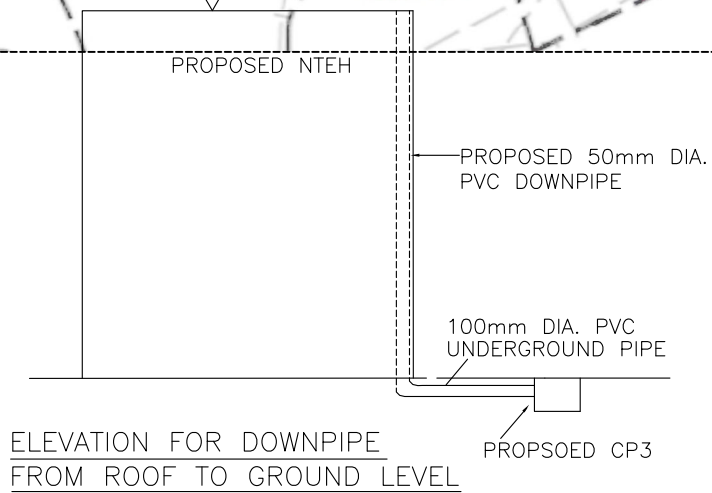 PROPOSED NTEH
PROPOSED 50mm DIA.
PVC DOWNPIPE
100mm DIA. PVC
UNDERGROUND PIPE
PROPSOED CP3
ELEVATION FOR DOWNPIPE
FROM ROOF TO GROUND LEVEL